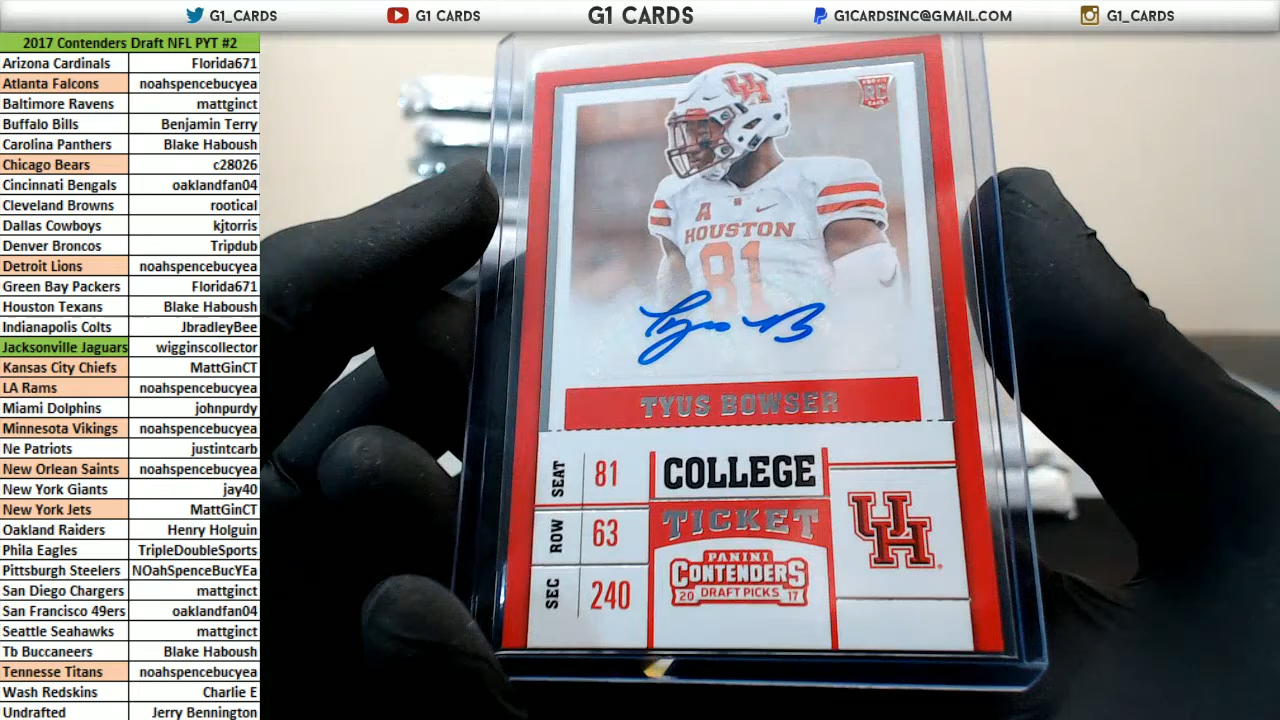 G1_CARDS G1 CARDS G1 CARDS G1CARDSINC@GMAIL.COM G1_CARDS
2017 Contenders Draft NFL PYT #2
Arizona Cardinals Florida671
Atlanta Falcons noahspencebucyea
Baltimore Ravens mattginct
Buffalo Bills Benjamin Terry
Carolina Panthers Blake Haboush
Chicago Bears c28026
Cincinnati Bengals oaklandfan04
Cleveland Browns rootical
Dallas Cowboys kjtorris
Denver Broncos Tripdub
Detroit Lions noahspencebucyea
Green Bay Packers Florida671
Houston Texans Blake Haboush
Indianapolis Colts JbradleyBee
Jacksonville Jaguars wigginscollector
Kansas City Chiefs MattGinCT
LA Rams noahspencebucyea
Miami Dolphins johnpurdy
Minnesota Vikings noahspencebucyea
Ne Patriots justintcarb
New Orlean Saints noahspencebucyea
New York Giants jay40
New York Jets MattGinCT
Oakland Raiders Henry Holguin
Phila Eagles TripleDoubleSports
Pittsburgh Steelers NOahSpenceBucYEa
San Diego Chargers mattginct
San Francisco 49ers oaklandfan04
Seattle Seahawks mattginct
Tb Buccaneers Blake Haboush
Tennesse Titans noahspencebucyea
Wash Redskins Charlie E
Undrafted Jerry Bennington
UH
RC
A
HOUSTON
81
TYUS BOWSER
SEAT 81
ROW 63
SEC 240
COLLEGE
TICKET
PANINI
CONTENDERS
20 DRAFT PICKS 17
UH